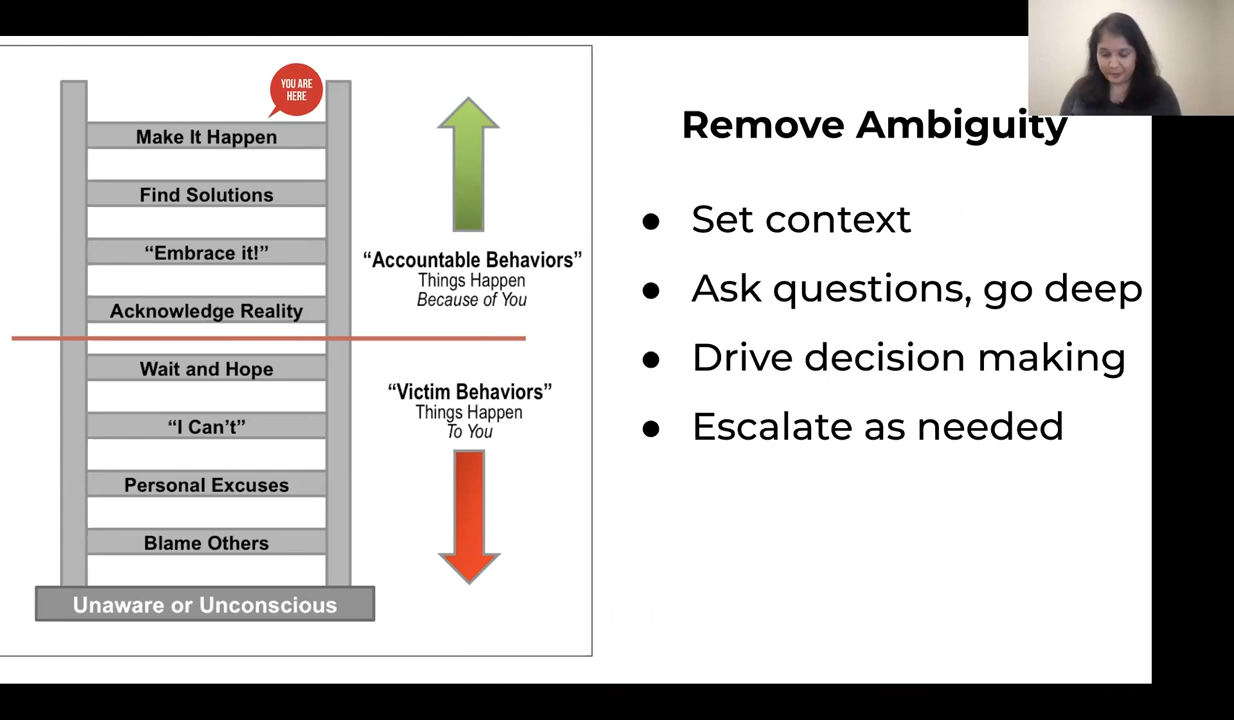 YOU ARE
HERE
Make It Happen
Find Solutions
“Embrace it!”
Acknowledge Reality
Wait and Hope
“I Can’t”
Personal Excuses
Blame Others
Unaware or Unconscious
“Accountable Behaviors”
Things Happen
Because of You
“Victim Behaviors”
Things Happen
To You
Remove Ambiguity
● Set context
● Ask questions, go deep
● Drive decision making
● Escalate as needed